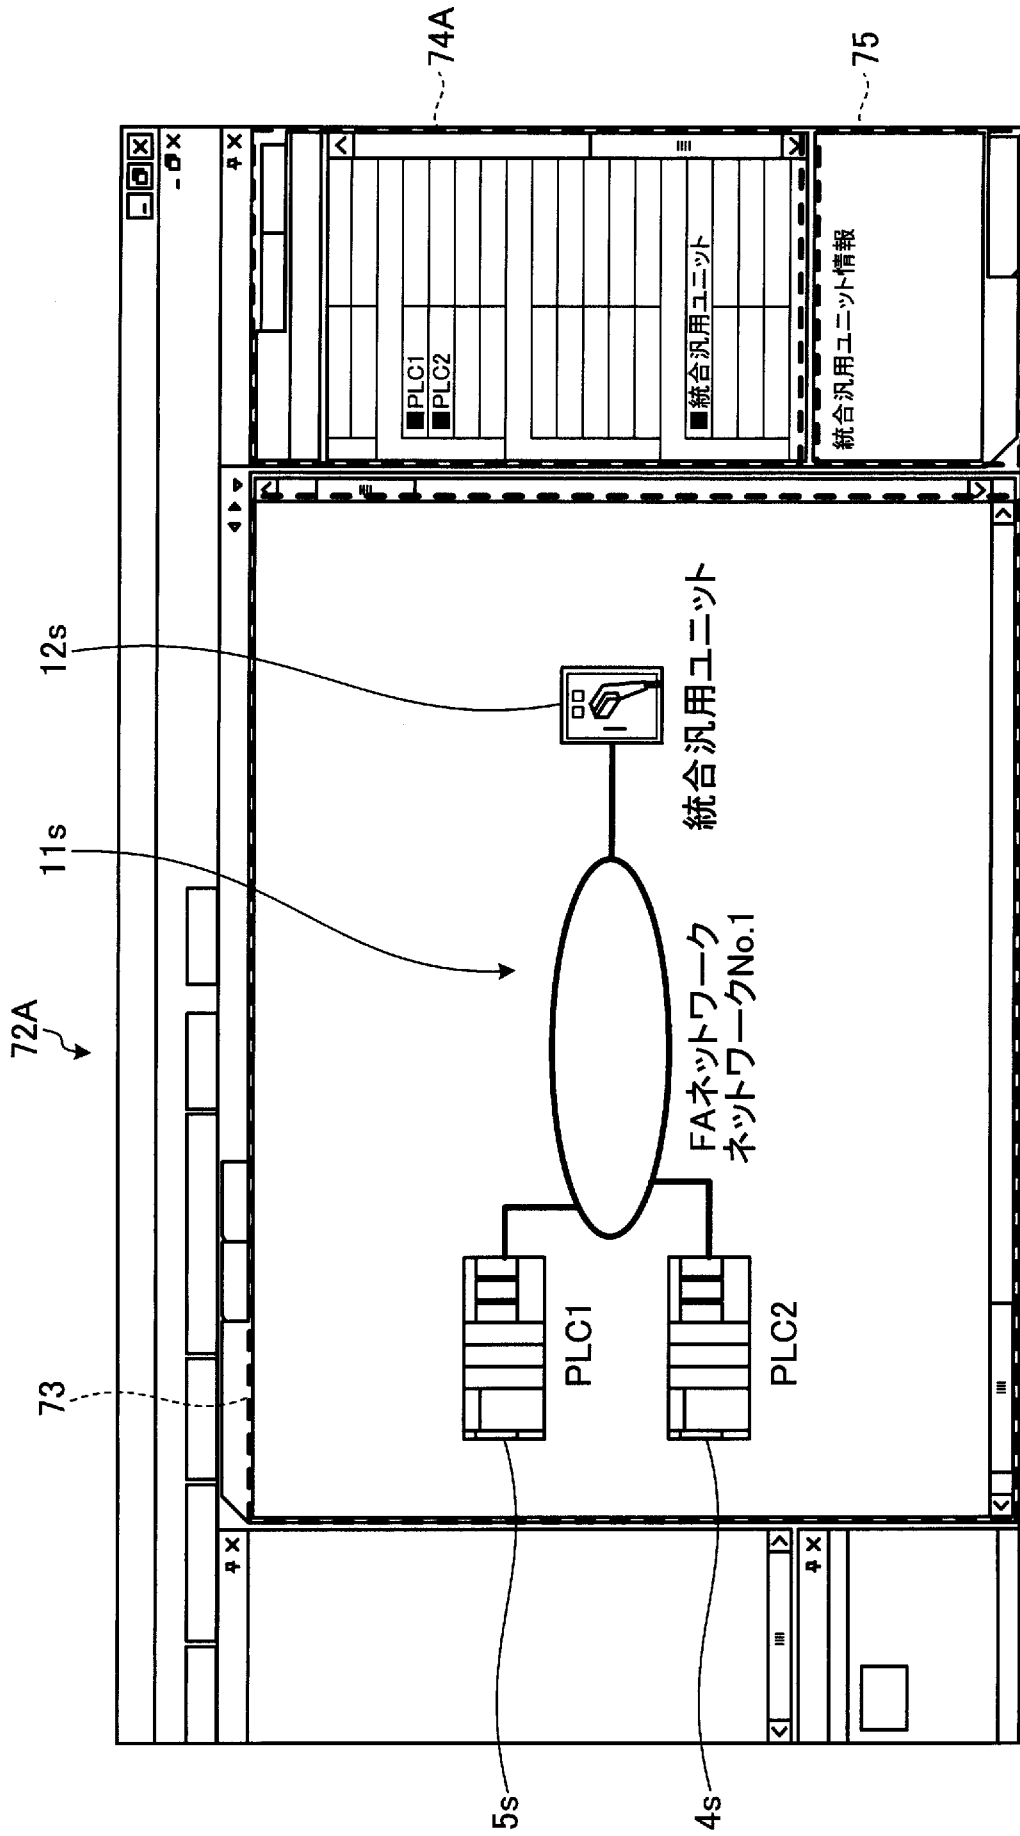 72A
73
11s
12s
74A
75
5s
4s
PLC1
PLC2
FAネットワーク
ネットワークNo.1
統合汎用ユニット
■PLC1
■PLC2
■統合汎用ユニット
統合汎用ユニット情報